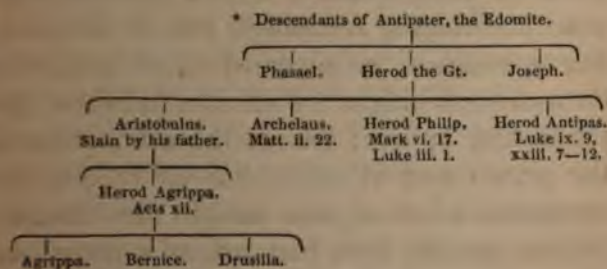 * Descendants of Antipater, the Edomite.
Phasael. Herod the Gt. Joseph.
Aristobulus. Archelaus. Herod Philip. Herod Antipas.
Slain by his father. Matt. ii. 22. Mark vi. 17. Luke ix. 9,
Luke iii. 1. xxiii. 7—12.
Herod Agrippa.
Acts xii.
Agrippa. Bernice. Drusilla.